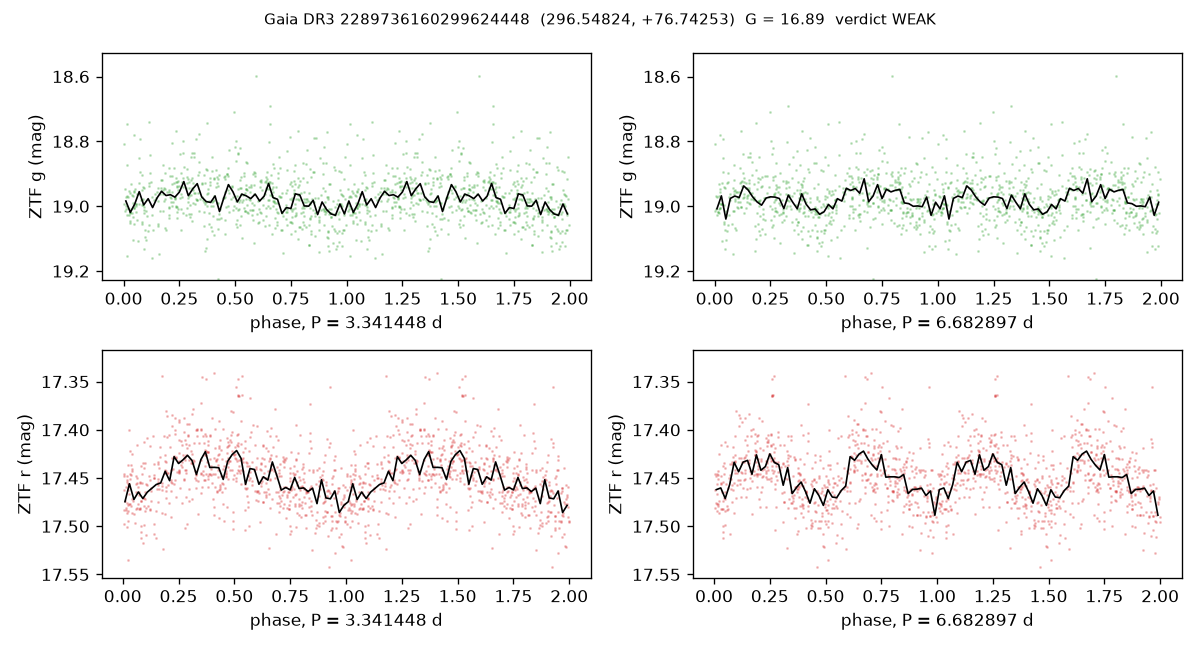 Gaia DR3 2289736160299624448  (296.54824, +76.74253)  G = 16.89  verdict WEAK
ZTF g (mag)
18.6
18.8
19.0
19.2
0.00 0.25 0.50 0.75 1.00 1.25 1.50 1.75 2.00
phase, P = 3.341448 d
ZTF g (mag)
18.6
18.8
19.0
19.2
0.00 0.25 0.50 0.75 1.00 1.25 1.50 1.75 2.00
phase, P = 6.682897 d
ZTF r (mag)
17.35
17.40
17.45
17.50
17.55
0.00 0.25 0.50 0.75 1.00 1.25 1.50 1.75 2.00
phase, P = 3.341448 d
ZTF r (mag)
17.35
17.40
17.45
17.50
17.55
0.00 0.25 0.50 0.75 1.00 1.25 1.50 1.75 2.00
phase, P = 6.682897 d